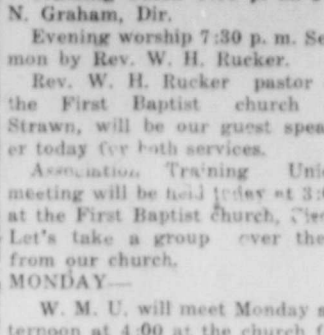 N. Graham, Dir.
Evening worship 7:30 p. m. Se
mon by Rev. W. H. Rucker.
Rev. W. H. Rucker pastor
the First Baptist church
Strawn, will be our guest spea
er today for both services.
Association Training Uni
meeting will be held today at 3:
at the First Baptist church,
Let's take a group over the
from our church.
MONDAY—
W. M. U. will meet Monday a
ternoon at 4:00 at the church